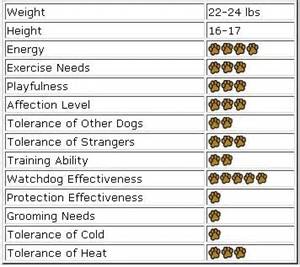 Weight 22-24 lbs
Height 16-17
Energy
Exercise Needs
Playfulness
Affection Level
Tolerance of Other Dogs
Tolerance of Strangers
Training Ability
Watchdog Effectiveness
Protection Effectiveness
Grooming Needs
Tolerance of Cold
Tolerance of Heat